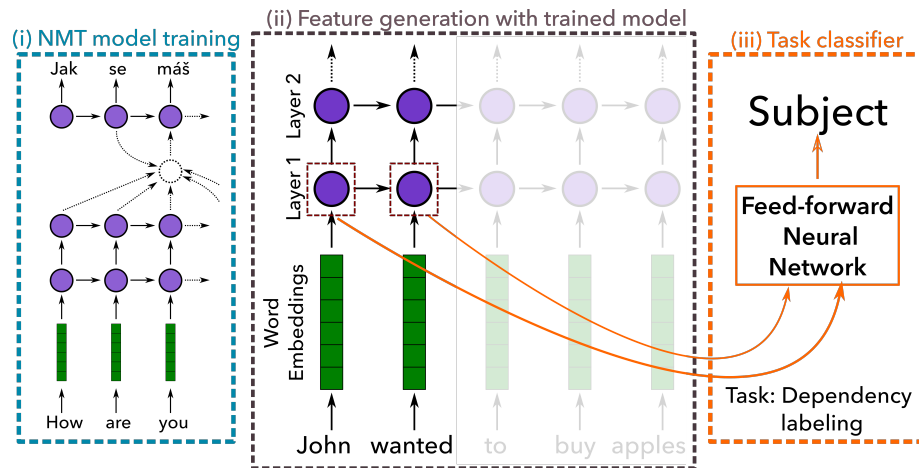 (i) NMT model training
Jak se máš
How are you
(ii) Feature generation with trained model
Layer 2
Layer 1
Word
Embeddings
John wanted to buy apples
(iii) Task classifier
Subject
Feed-forward
Neural
Network
Task: Dependency
labeling